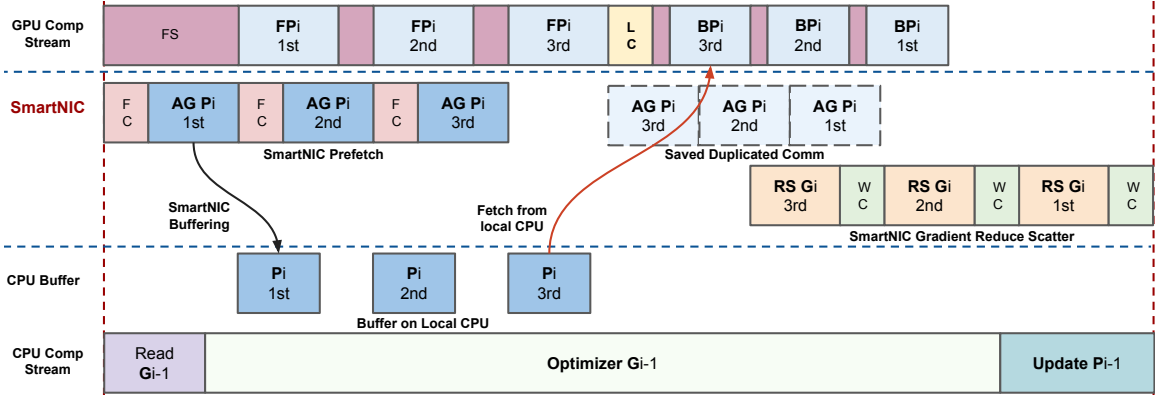 GPU Comp
Stream
FS
FPi
1st
FPi
2nd
FPi
3rd
L
C
BPi
3rd
BPi
2nd
BPi
1st
SmartNIC
F
C
AG Pi
1st
F
C
AG Pi
2nd
F
C
AG Pi
3rd
SmartNIC Prefetch
AG Pi
3rd
AG Pi
2nd
AG Pi
1st
Saved Duplicated Comm
SmartNIC
Buffering
Fetch from
local CPU
RS Gi
3rd
W
C
RS Gi
2nd
W
C
RS Gi
1st
W
C
SmartNIC Gradient Reduce Scatter
CPU Buffer
Pi
1st
Pi
2nd
Pi
3rd
Buffer on Local CPU
CPU Comp
Stream
Read
Gi-1
Optimizer Gi-1
Update Pi-1